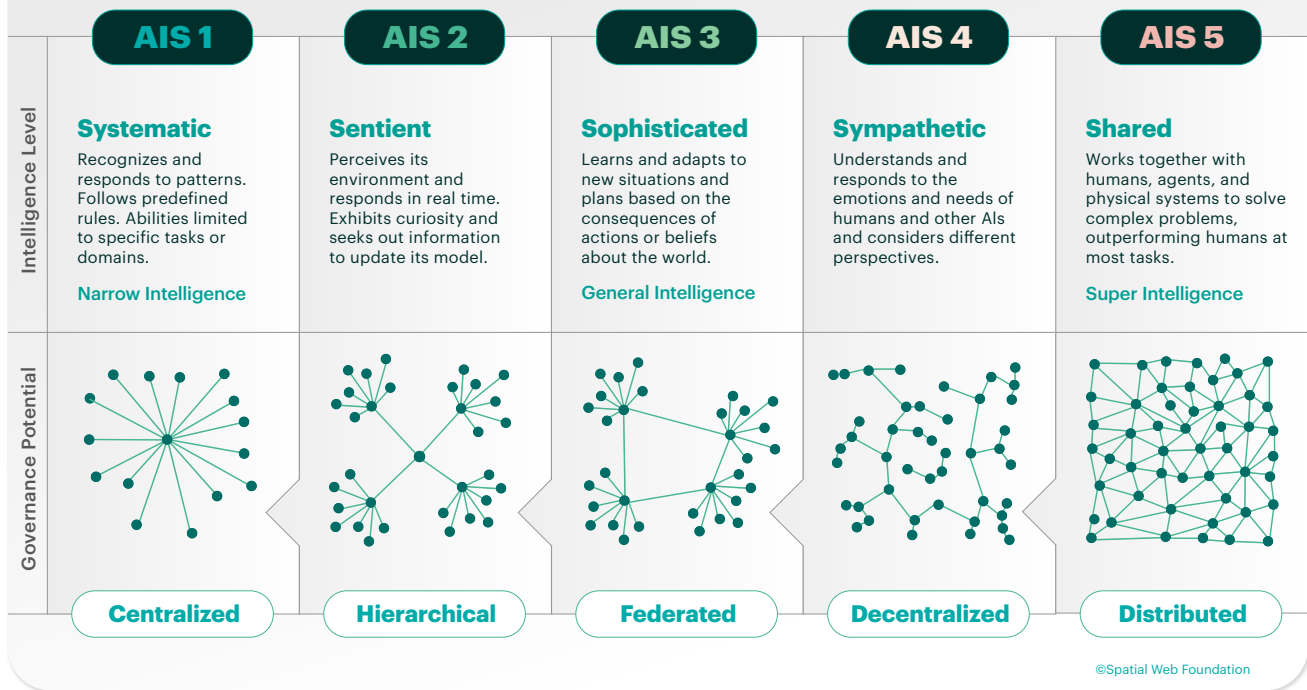 AIS 1
AIS 2
AIS 3
AIS 4
AIS 5
Intelligence Level
Systematic
Recognizes and
responds to patterns.
Follows predefined
rules. Abilities limited
to specific tasks or
domains.
Narrow Intelligence
Sentient
Perceives its
environment and
responds in real time.
Exhibits curiosity and
seeks out information
to update its model.
Sophisticated
Learns and adapts to
new situations and
plans based on the
consequences of
actions or beliefs
about the world.
General Intelligence
Sympathetic
Understands and
responds to the
emotions and needs of
humans and other AIs
and considers different
perspectives.
Shared
Works together with
humans, agents, and
physical systems to solve
complex problems,
outperforming humans at
most tasks.
Super Intelligence
Governance Potential
Centralized
Hierarchical
Federated
Decentralized
Distributed
©Spatial Web Foundation